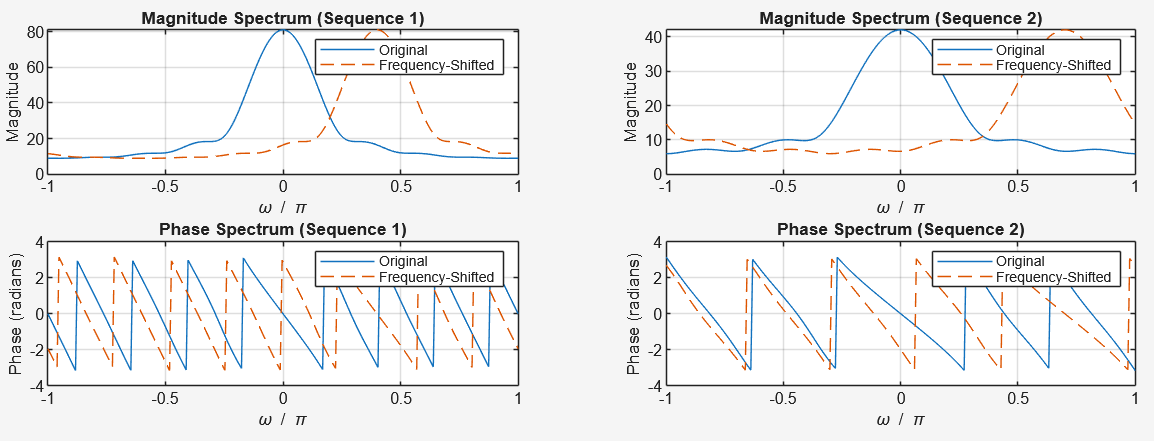 Magnitude Spectrum (Sequence 1)
Magnitude
80
60
40
20
0
Original
Frequency-Shifted
-1 -0.5 0 0.5 1
ω / π
Magnitude Spectrum (Sequence 2)
Magnitude
40
30
20
10
0
Original
Frequency-Shifted
-1 -0.5 0 0.5 1
ω / π
Phase Spectrum (Sequence 1)
Phase (radians)
4
2
0
-2
-4
Original
Frequency-Shifted
-1 -0.5 0 0.5 1
ω / π
Phase Spectrum (Sequence 2)
Phase (radians)
4
2
0
-2
-4
Original
Frequency-Shifted
-1 -0.5 0 0.5 1
ω / π